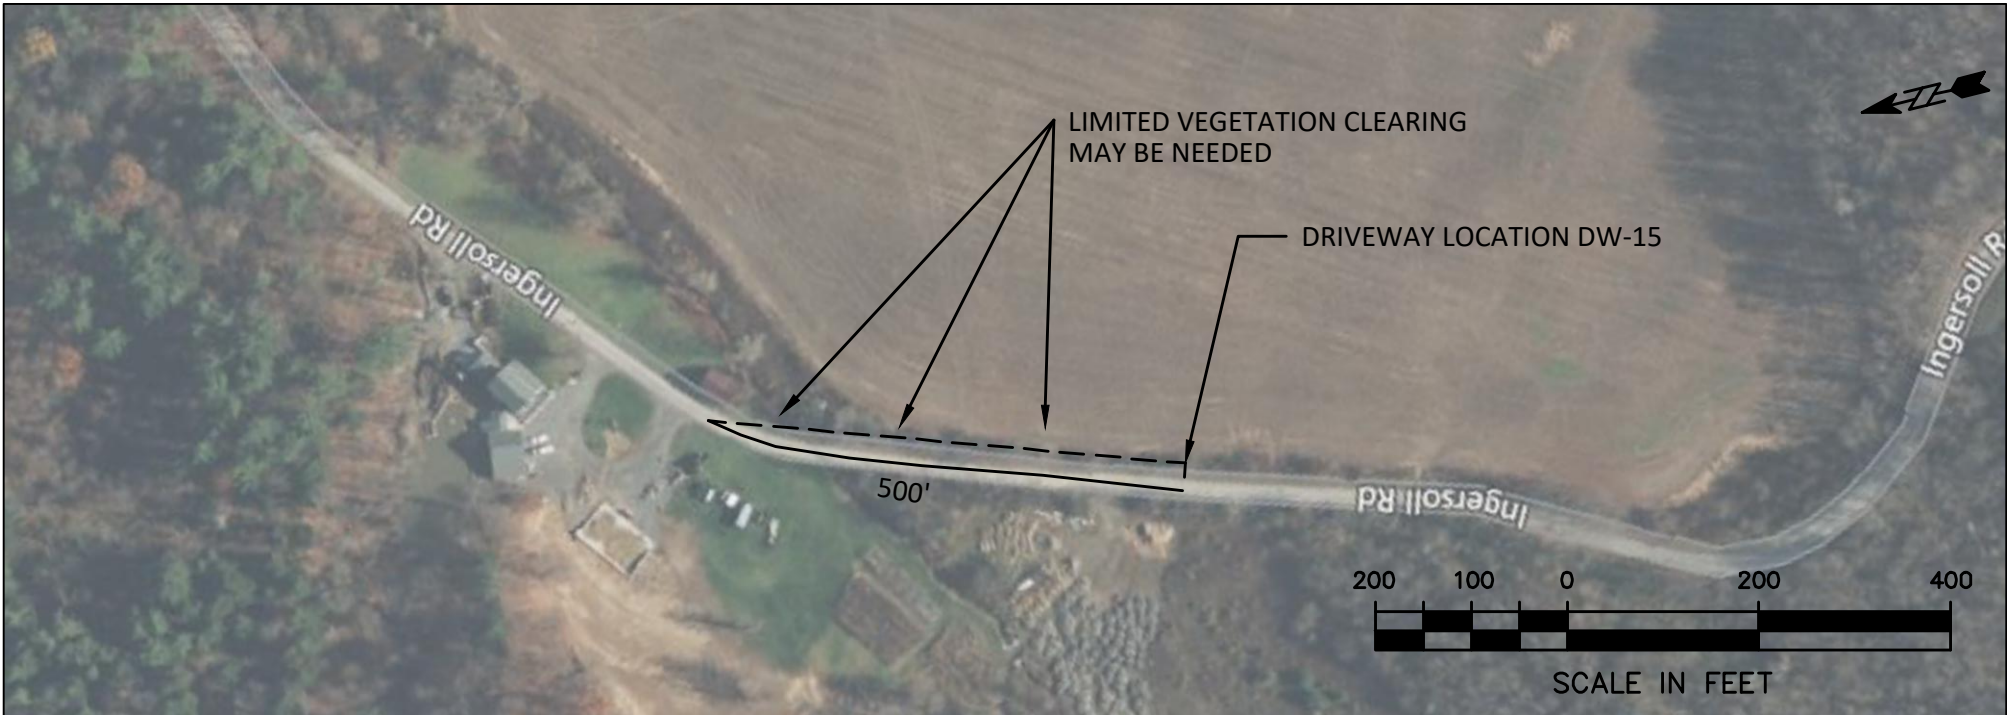 LIMITED VEGETATION CLEARING
MAY BE NEEDED
DRIVEWAY LOCATION DW-15
Ingersoll Rd
Ingersoll R
500'
Ingersoll Rd
200 100 0 200 400
SCALE IN FEET